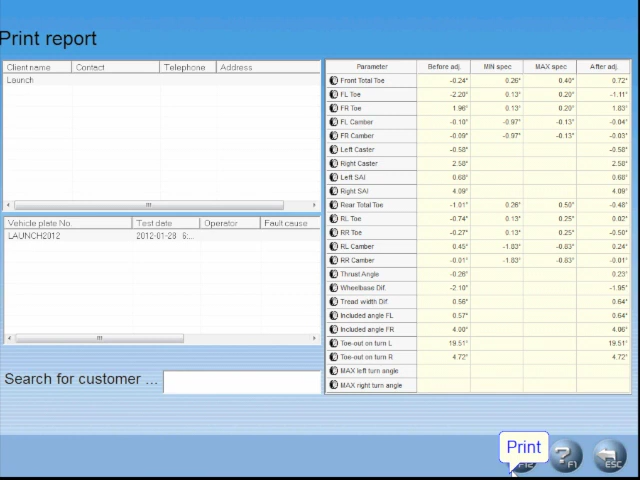 Print report
Client name Contact Telephone Address
Launch
Vehicle plate No. Test date Operator Fault cause
LAUNCH2012 2012-01-28 6:...
Search for customer ...
Parameter Before adj. MIN spec MAX spec After adj.
Front Total Toe -0.24° 0.26° 0.40° 0.72°
FL Toe -2.20° 0.13° 0.20° -1.11°
FR Toe 1.96° 0.13° 0.20° 1.83°
FL Camber -0.10° -0.97° -0.13° -0.04°
FR Camber -0.09° -0.97° -0.13° -0.03°
Left Caster -0.58° -0.58°
Right Caster 2.58° 2.58°
Left SAI 0.68° 0.68°
Right SAI 4.09° 4.09°
Rear Total Toe -1.01° 0.26° 0.50° -0.48°
RL Toe -0.74° 0.13° 0.25° 0.02°
RR Toe -0.27° 0.13° 0.25° -0.50°
RL Camber 0.45° -1.83° -0.83° 0.24°
RR Camber -0.01° -1.83° -0.83° -0.01°
Thrust Angle -0.26° 0.23°
Wheelbase Dif. -2.10° -1.95°
Tread width Dif. 0.56° 0.64°
Included angle FL 0.57° 0.64°
Included angle FR 4.00° 4.06°
Toe-out on turn L 19.51° 19.51°
Toe-out on turn R 4.72° 4.72°
MAX left turn angle
MAX right turn angle
Print
F1 ESC